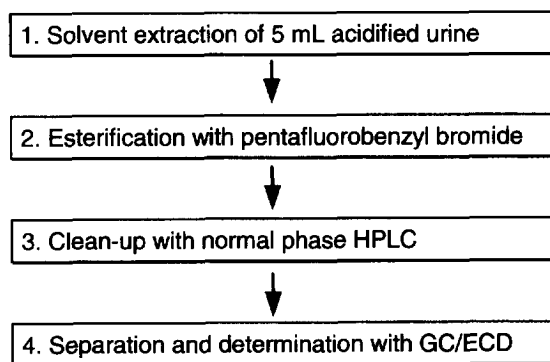 1. Solvent extraction of 5 mL acidified urine
2. Esterification with pentafluorobenzyl bromide
3. Clean-up with normal phase HPLC
4. Separation and determination with GC/ECD